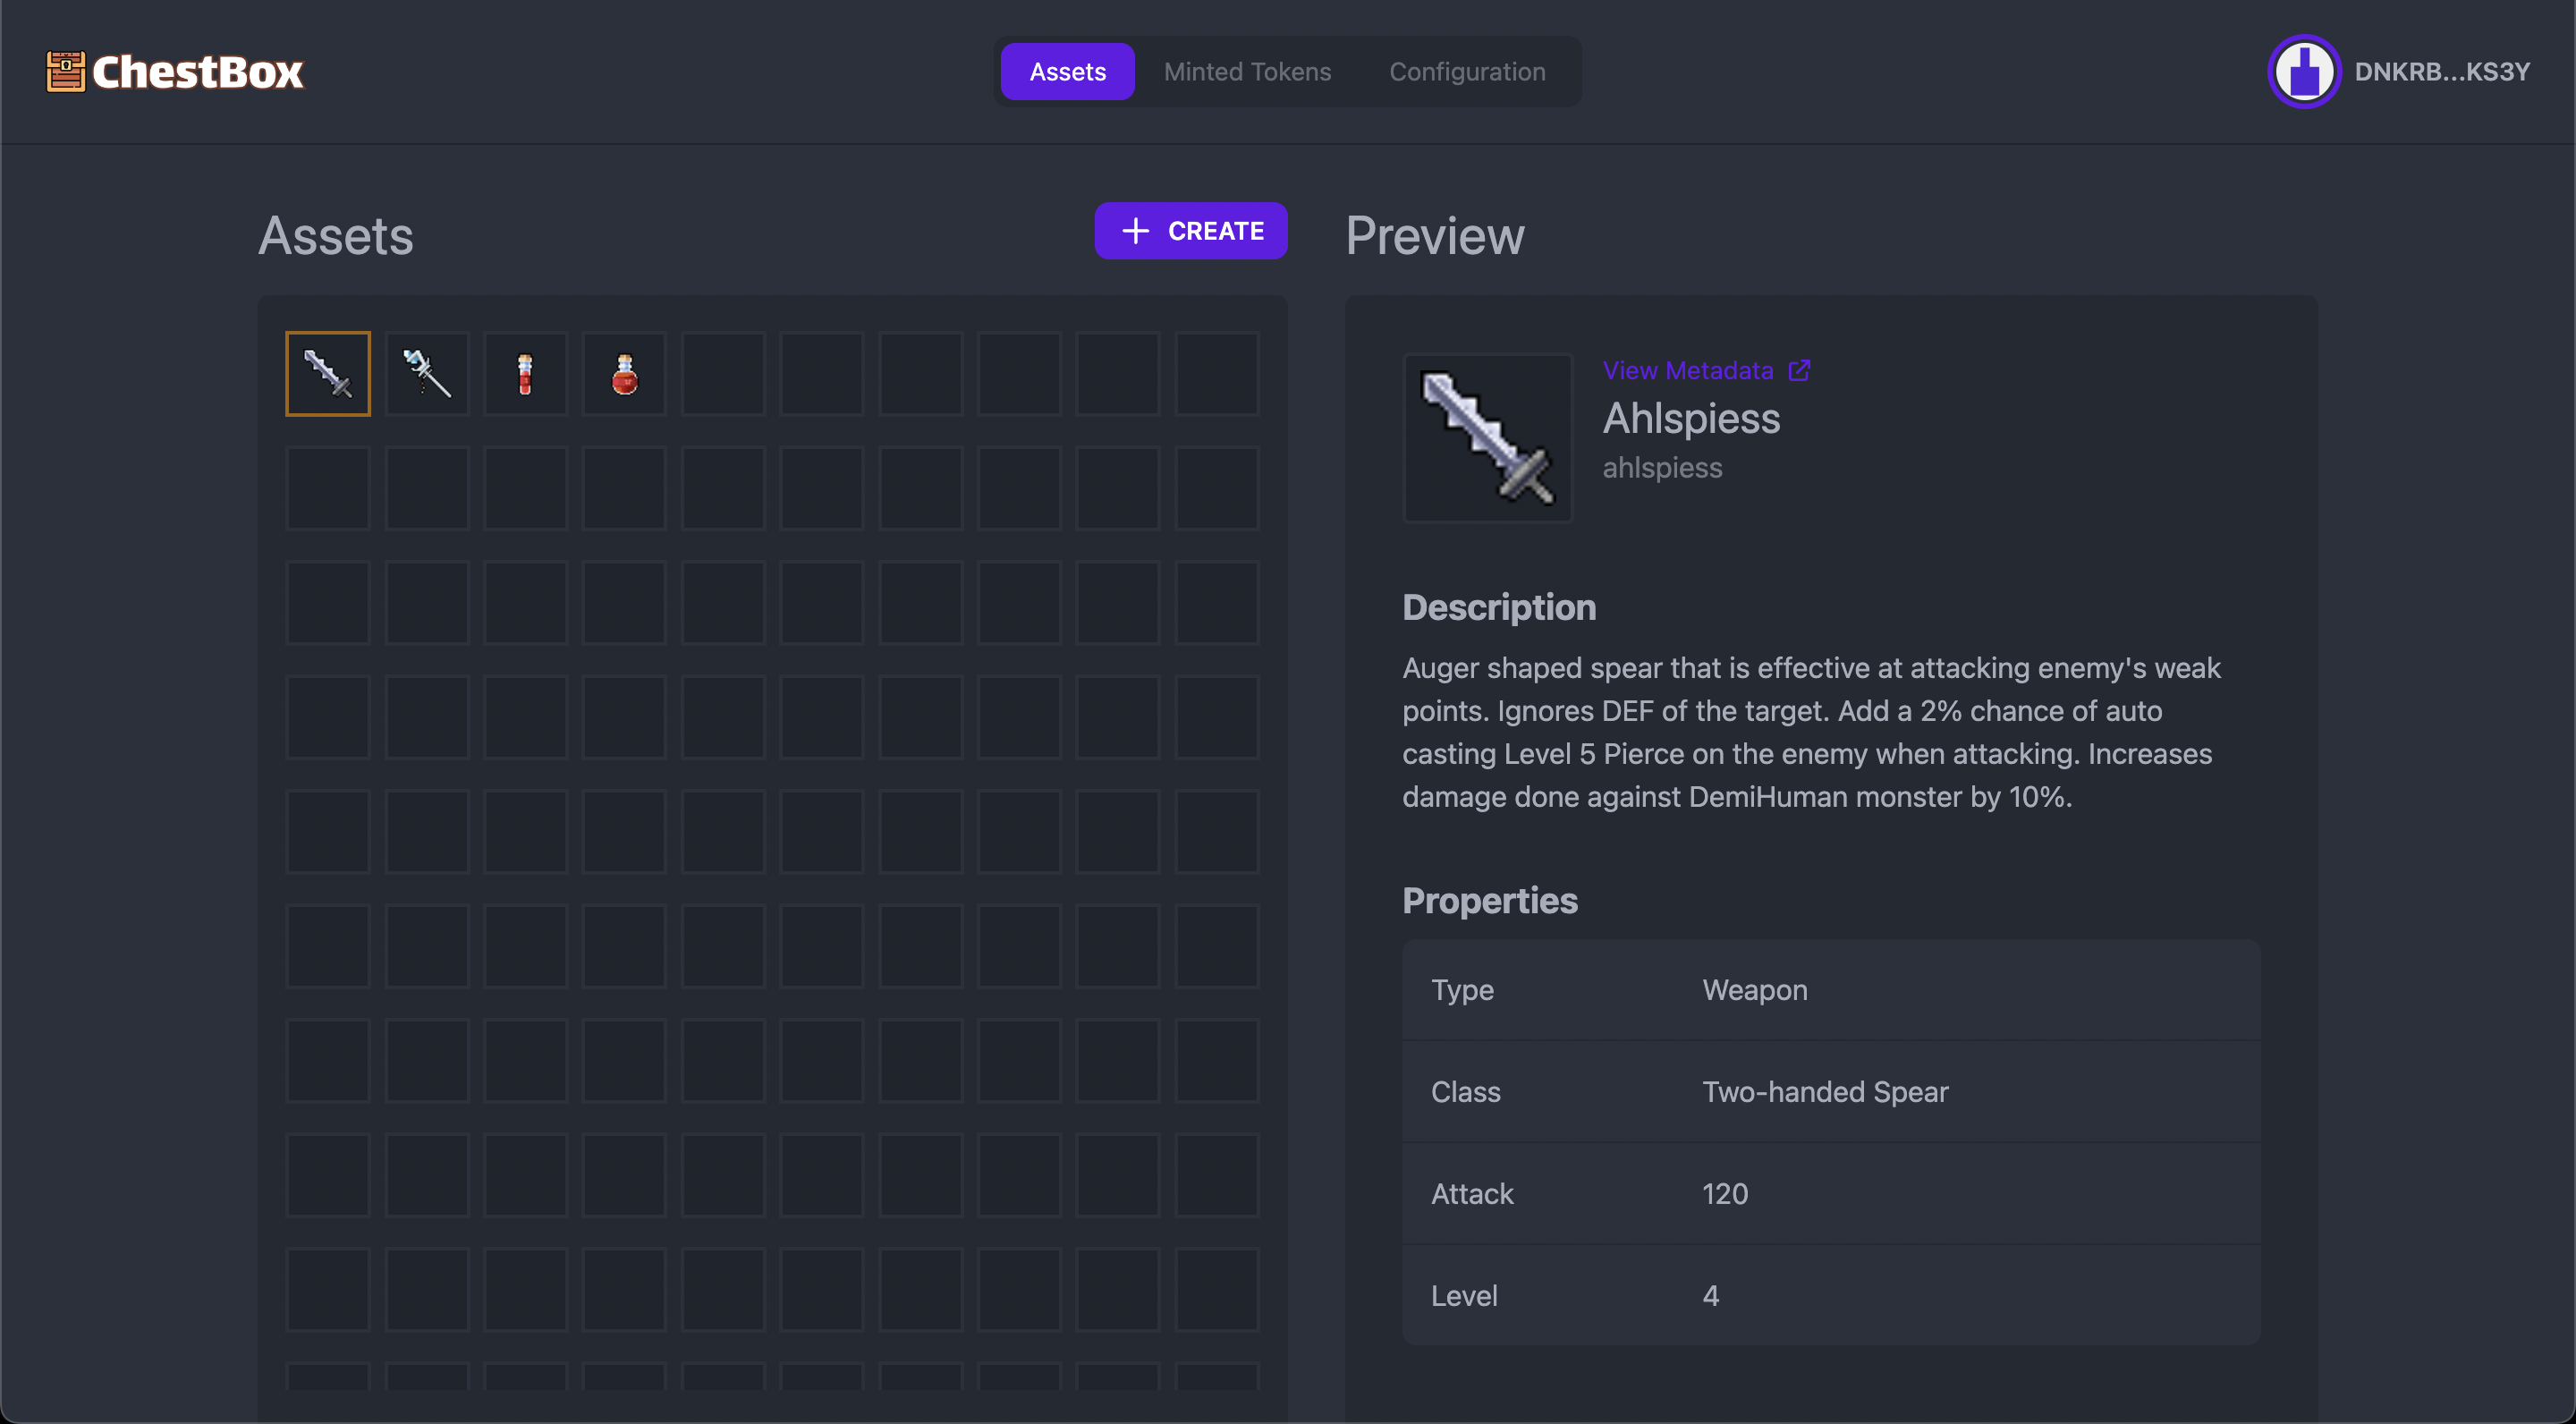 ChestBox
Assets
Minted Tokens
Configuration
DNKRB...KS3Y
Assets
CREATE
Preview
View Metadata
Ahlspiess
ahlspiess
Description
Auger shaped spear that is effective at attacking enemy's weak
points. Ignores DEF of the target. Add a 2% chance of auto
casting Level 5 Pierce on the enemy when attacking. Increases
damage done against DemiHuman monster by 10%.
Properties
Type Weapon
Class Two-handed Spear
Attack 120
Level 4